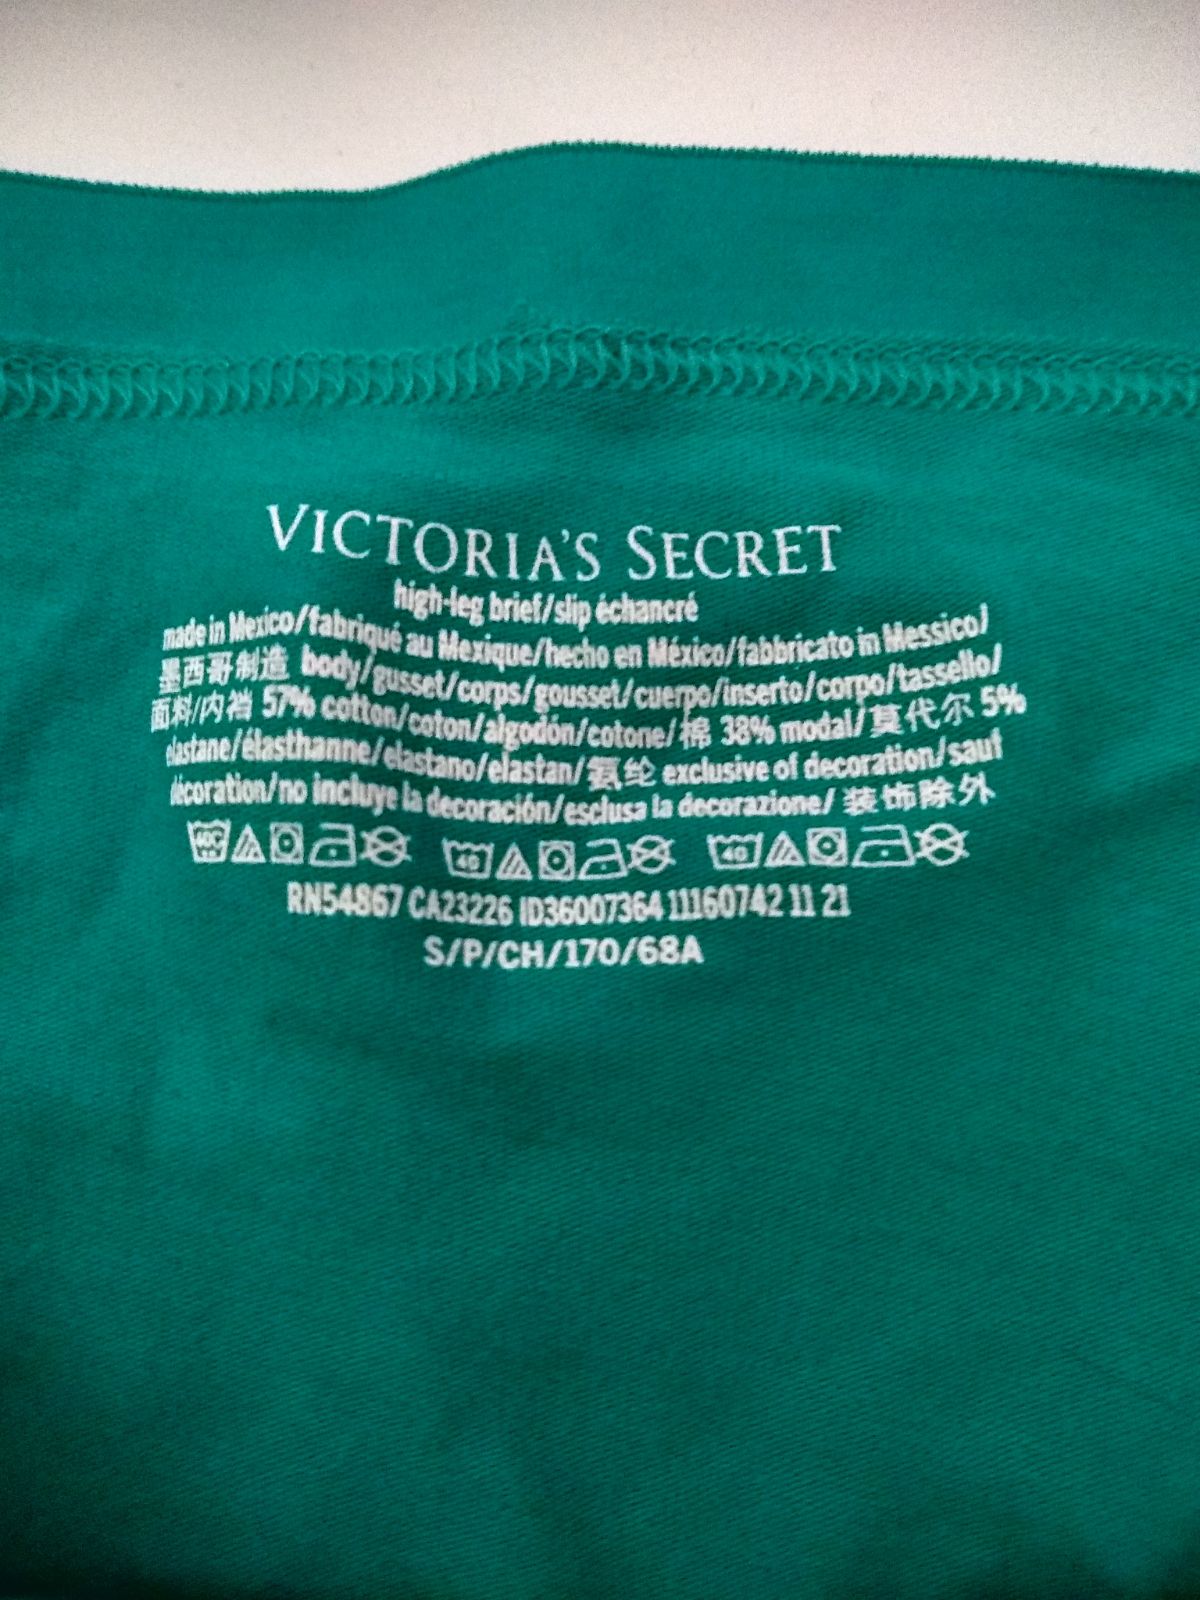 VICTORIA'S SECRET
high-leg brief/slip échancré
made in Mexico/fabriqué au Mexique/hecho en México/fabbricato in Messico/
墨西哥制造 body/gusset/corps/gousset/cuerpo/inserto/corpo/tassello/
面料/内裆 57% cotton/coton/algodón/cotone/棉 38% modal/莫代尔 5%
elastane/élasthanne/elastano/elastan/氨纶 exclusive of decoration/sauf
décoration/no incluye la decoración/esclusa la decorazione/ 装饰除外
40C 40 40
RN54867 CA23226 ID36007364 11160742 11 21
S/P/CH/170/68A